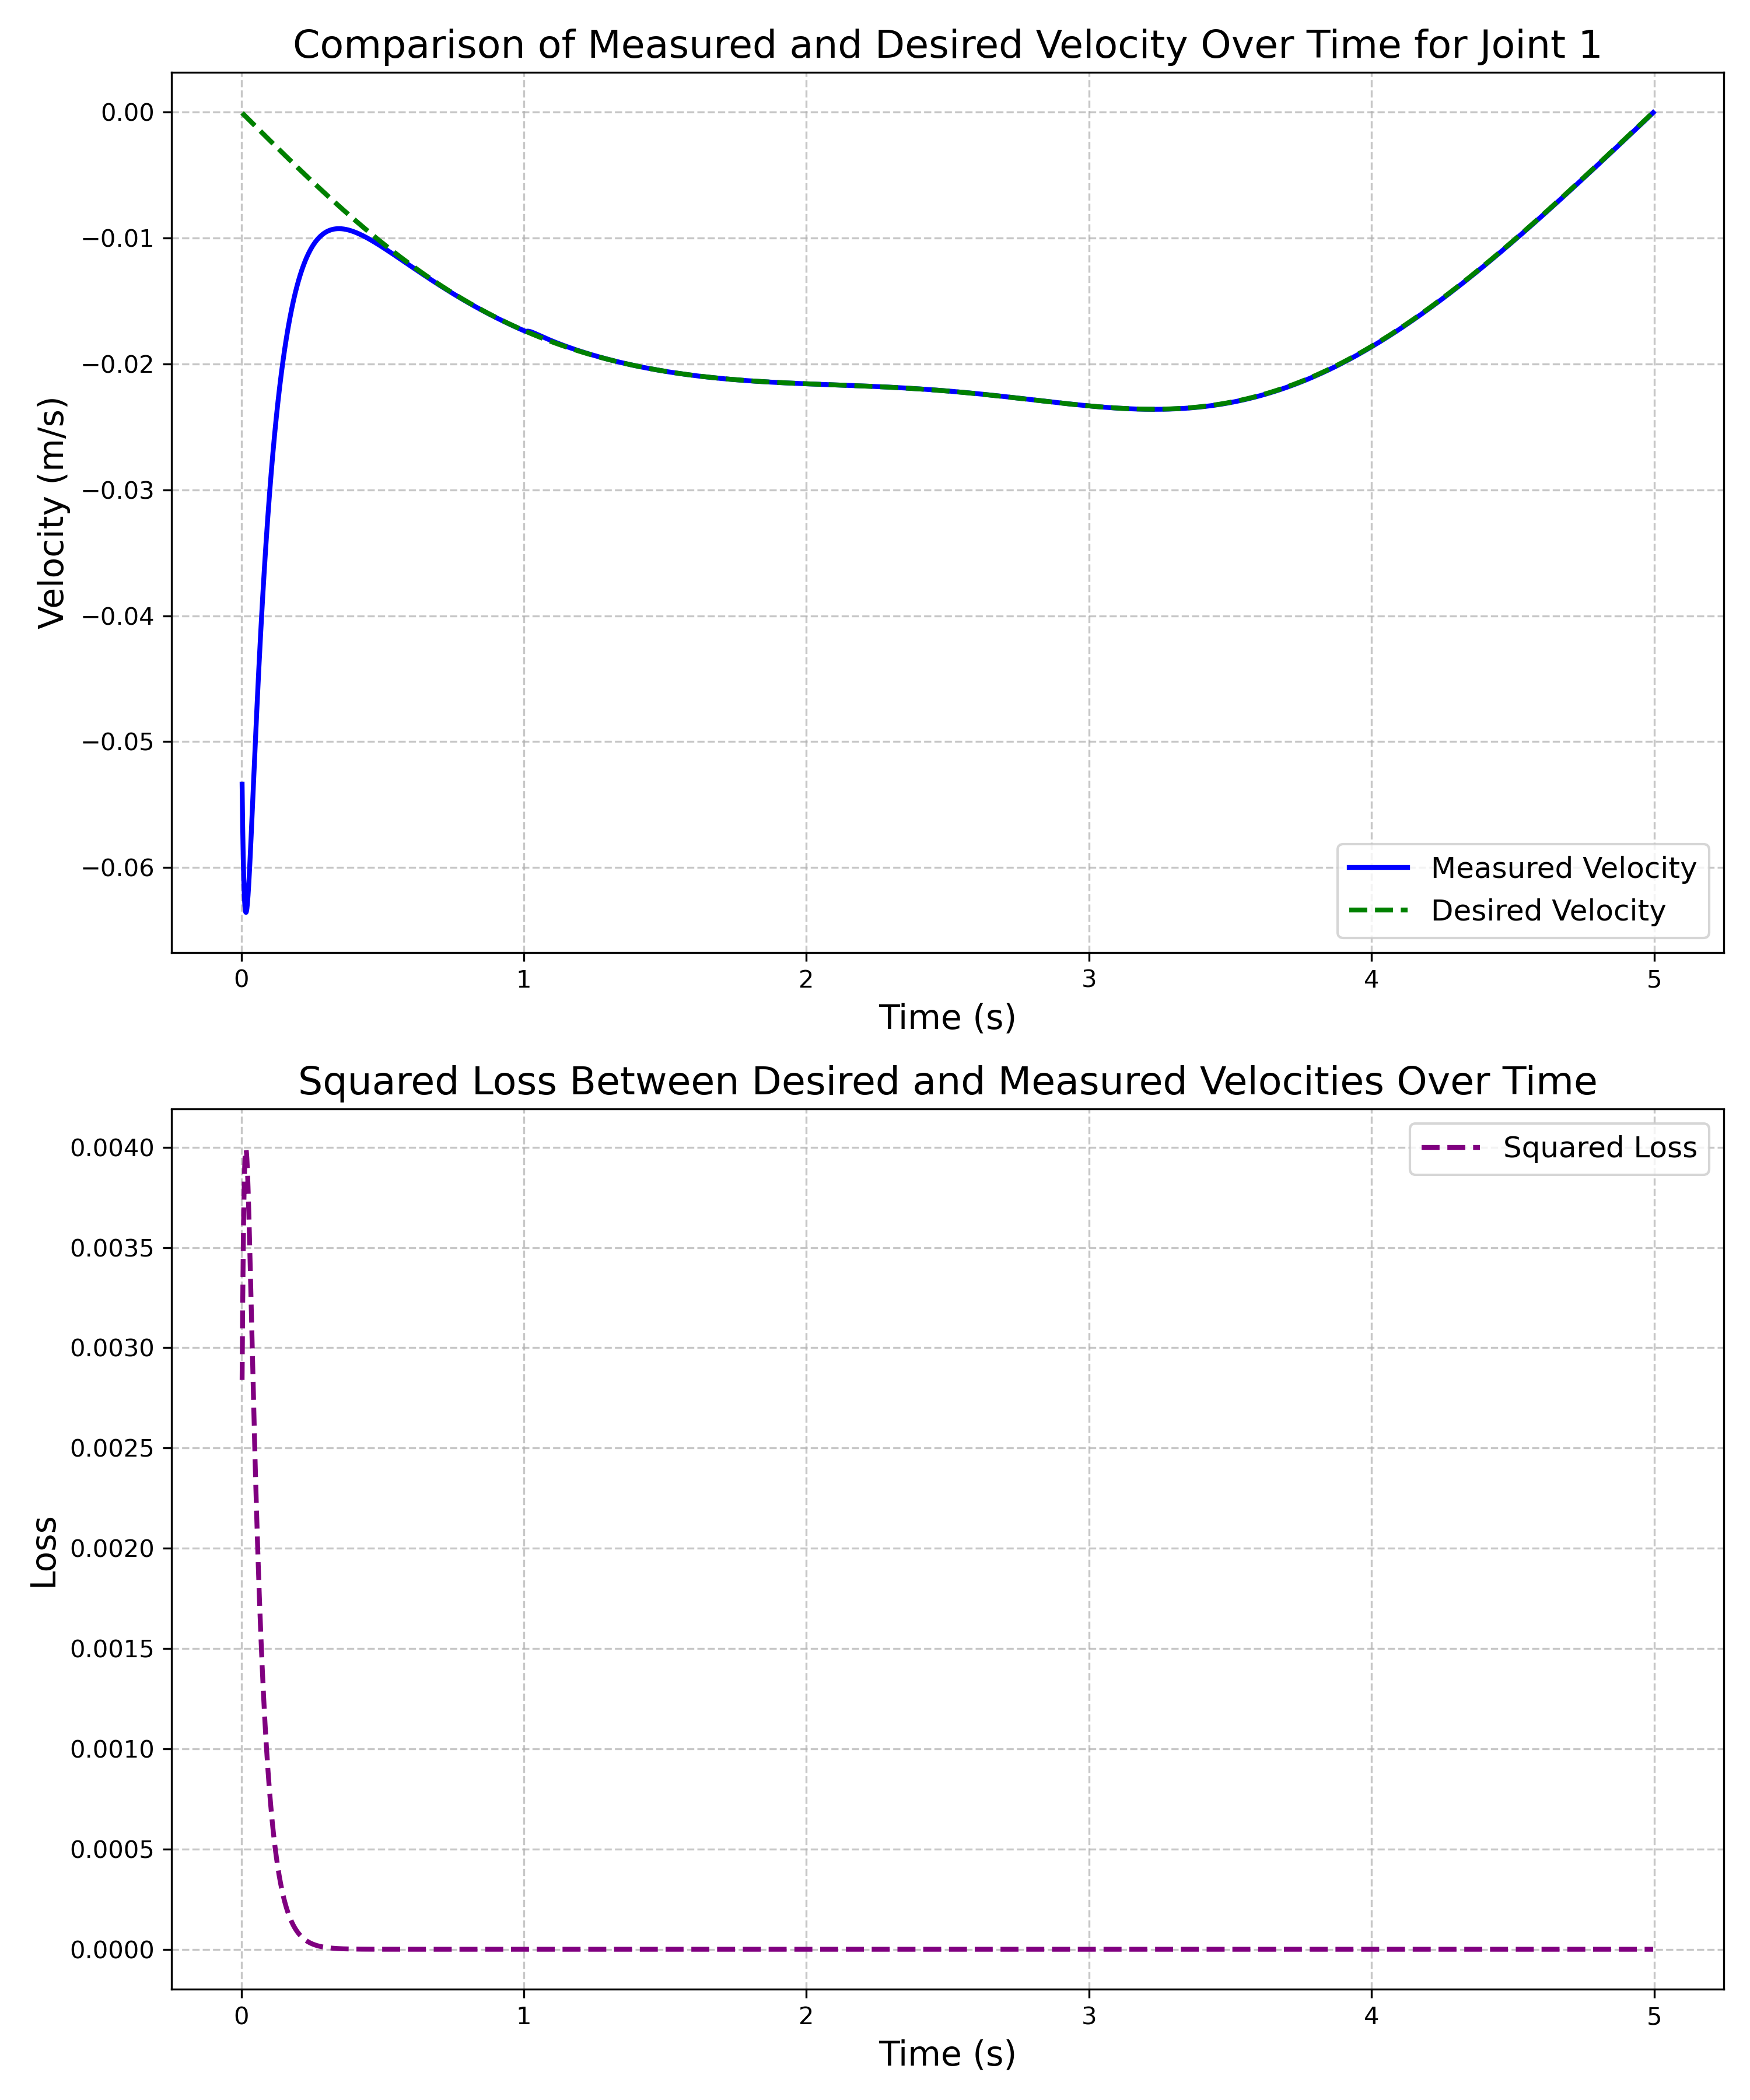 Comparison of Measured and Desired Velocity Over Time for Joint 1
0.00
−0.01
−0.02
−0.03
−0.04
−0.05
−0.06
Velocity (m/s)
Measured Velocity
Desired Velocity
0 1 2 3 4 5
Time (s)
Squared Loss Between Desired and Measured Velocities Over Time
Squared Loss
0.0040
0.0035
0.0030
0.0025
0.0020
0.0015
0.0010
0.0005
0.0000
Loss
0 1 2 3 4 5
Time (s)